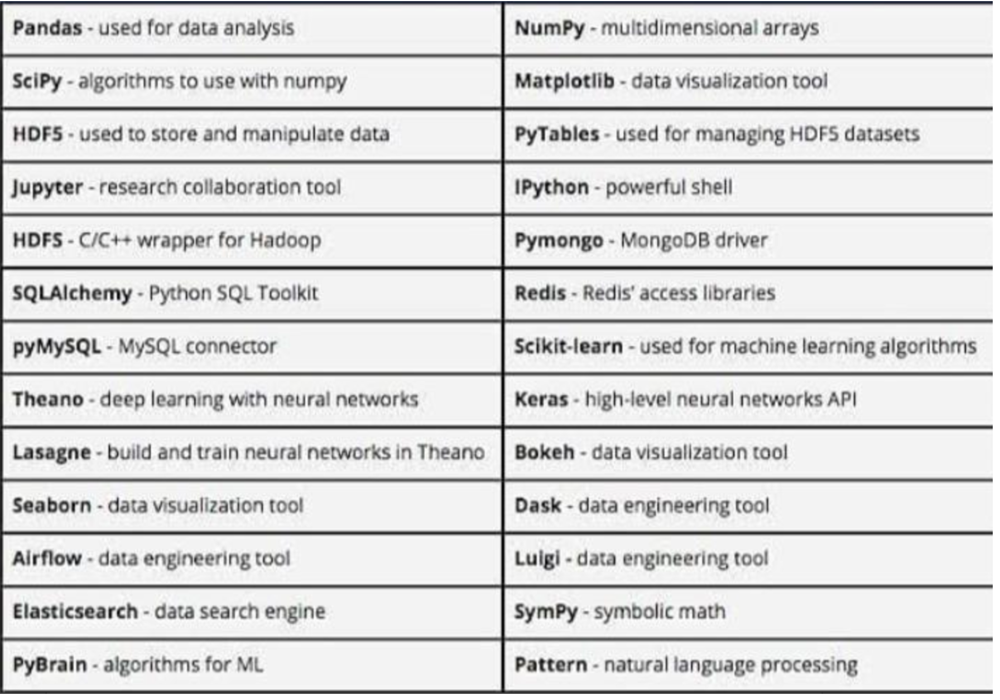 Pandas - used for data analysis
NumPy - multidimensional arrays
SciPy - algorithms to use with numpy
Matplotlib - data visualization tool
HDF5 - used to store and manipulate data
PyTables - used for managing HDF5 datasets
Jupyter - research collaboration tool
IPython - powerful shell
HDFS - C/C++ wrapper for Hadoop
Pymongo - MongoDB driver
SQLAlchemy - Python SQL Toolkit
Redis - Redis' access libraries
pyMySQL - MySQL connector
Scikit-learn - used for machine learning algorithms
Theano - deep learning with neural networks
Keras - high-level neural networks API
Lasagne - build and train neural networks in Theano
Bokeh - data visualization tool
Seaborn - data visualization tool
Dask - data engineering tool
Airflow - data engineering tool
Luigi - data engineering tool
Elasticsearch - data search engine
SymPy - symbolic math
PyBrain - algorithms for ML
Pattern - natural language processing